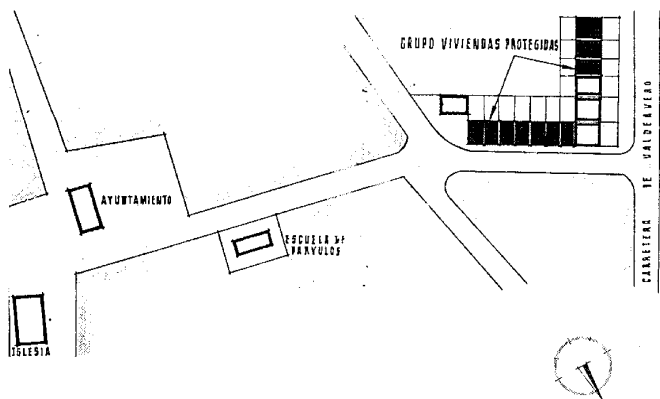 GRUPO VIVIENDAS PROTEGIDAS
AYUNTAMIENTO
ESCUELA DE
PARVULOS
IGLESIA
CARRETERA DE VALDEAVERO